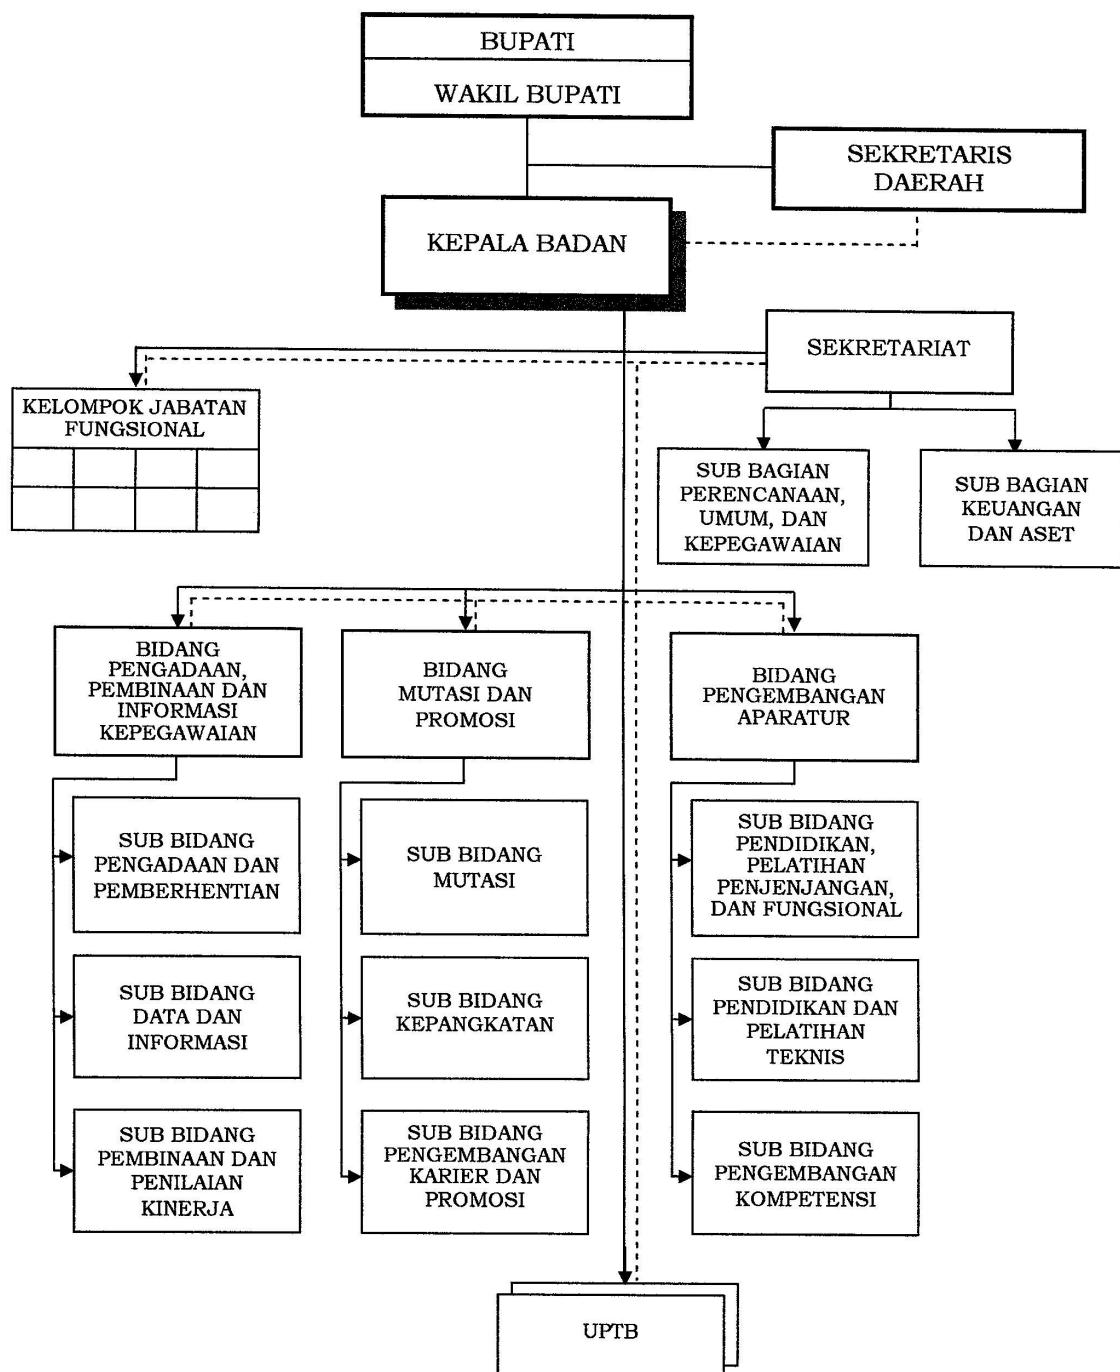 BUPATI
WAKIL BUPATI
SEKRETARIS
DAERAH
KEPALA BADAN
SEKRETARIAT
KELOMPOK JABATAN
FUNGSIONAL
SUB BAGIAN
PERENCANAAN,
UMUM, DAN
KEPEGAWAIAN
SUB BAGIAN
KEUANGAN
DAN ASET
BIDANG
PENGADAAN,
PEMBINAAN DAN
INFORMASI
KEPEGAWAIAN
BIDANG
MUTASI DAN
PROMOSI
BIDANG
PENGEMBANGAN
APARATUR
SUB BIDANG
PENGADAAN DAN
PEMBERHENTIAN
SUB BIDANG
MUTASI
SUB BIDANG
PENDIDIKAN,
PELATIHAN
PENJENJANGAN,
DAN FUNGSIONAL
SUB BIDANG
DATA DAN
INFORMASI
SUB BIDANG
KEPANGKATAN
SUB BIDANG
PENDIDIKAN DAN
PELATIHAN
TEKNIS
SUB BIDANG
PEMBINAAN DAN
PENILAIAN
KINERJA
SUB BIDANG
PENGEMBANGAN
KARIER DAN
PROMOSI
SUB BIDANG
PENGEMBANGAN
KOMPETENSI
UPTB